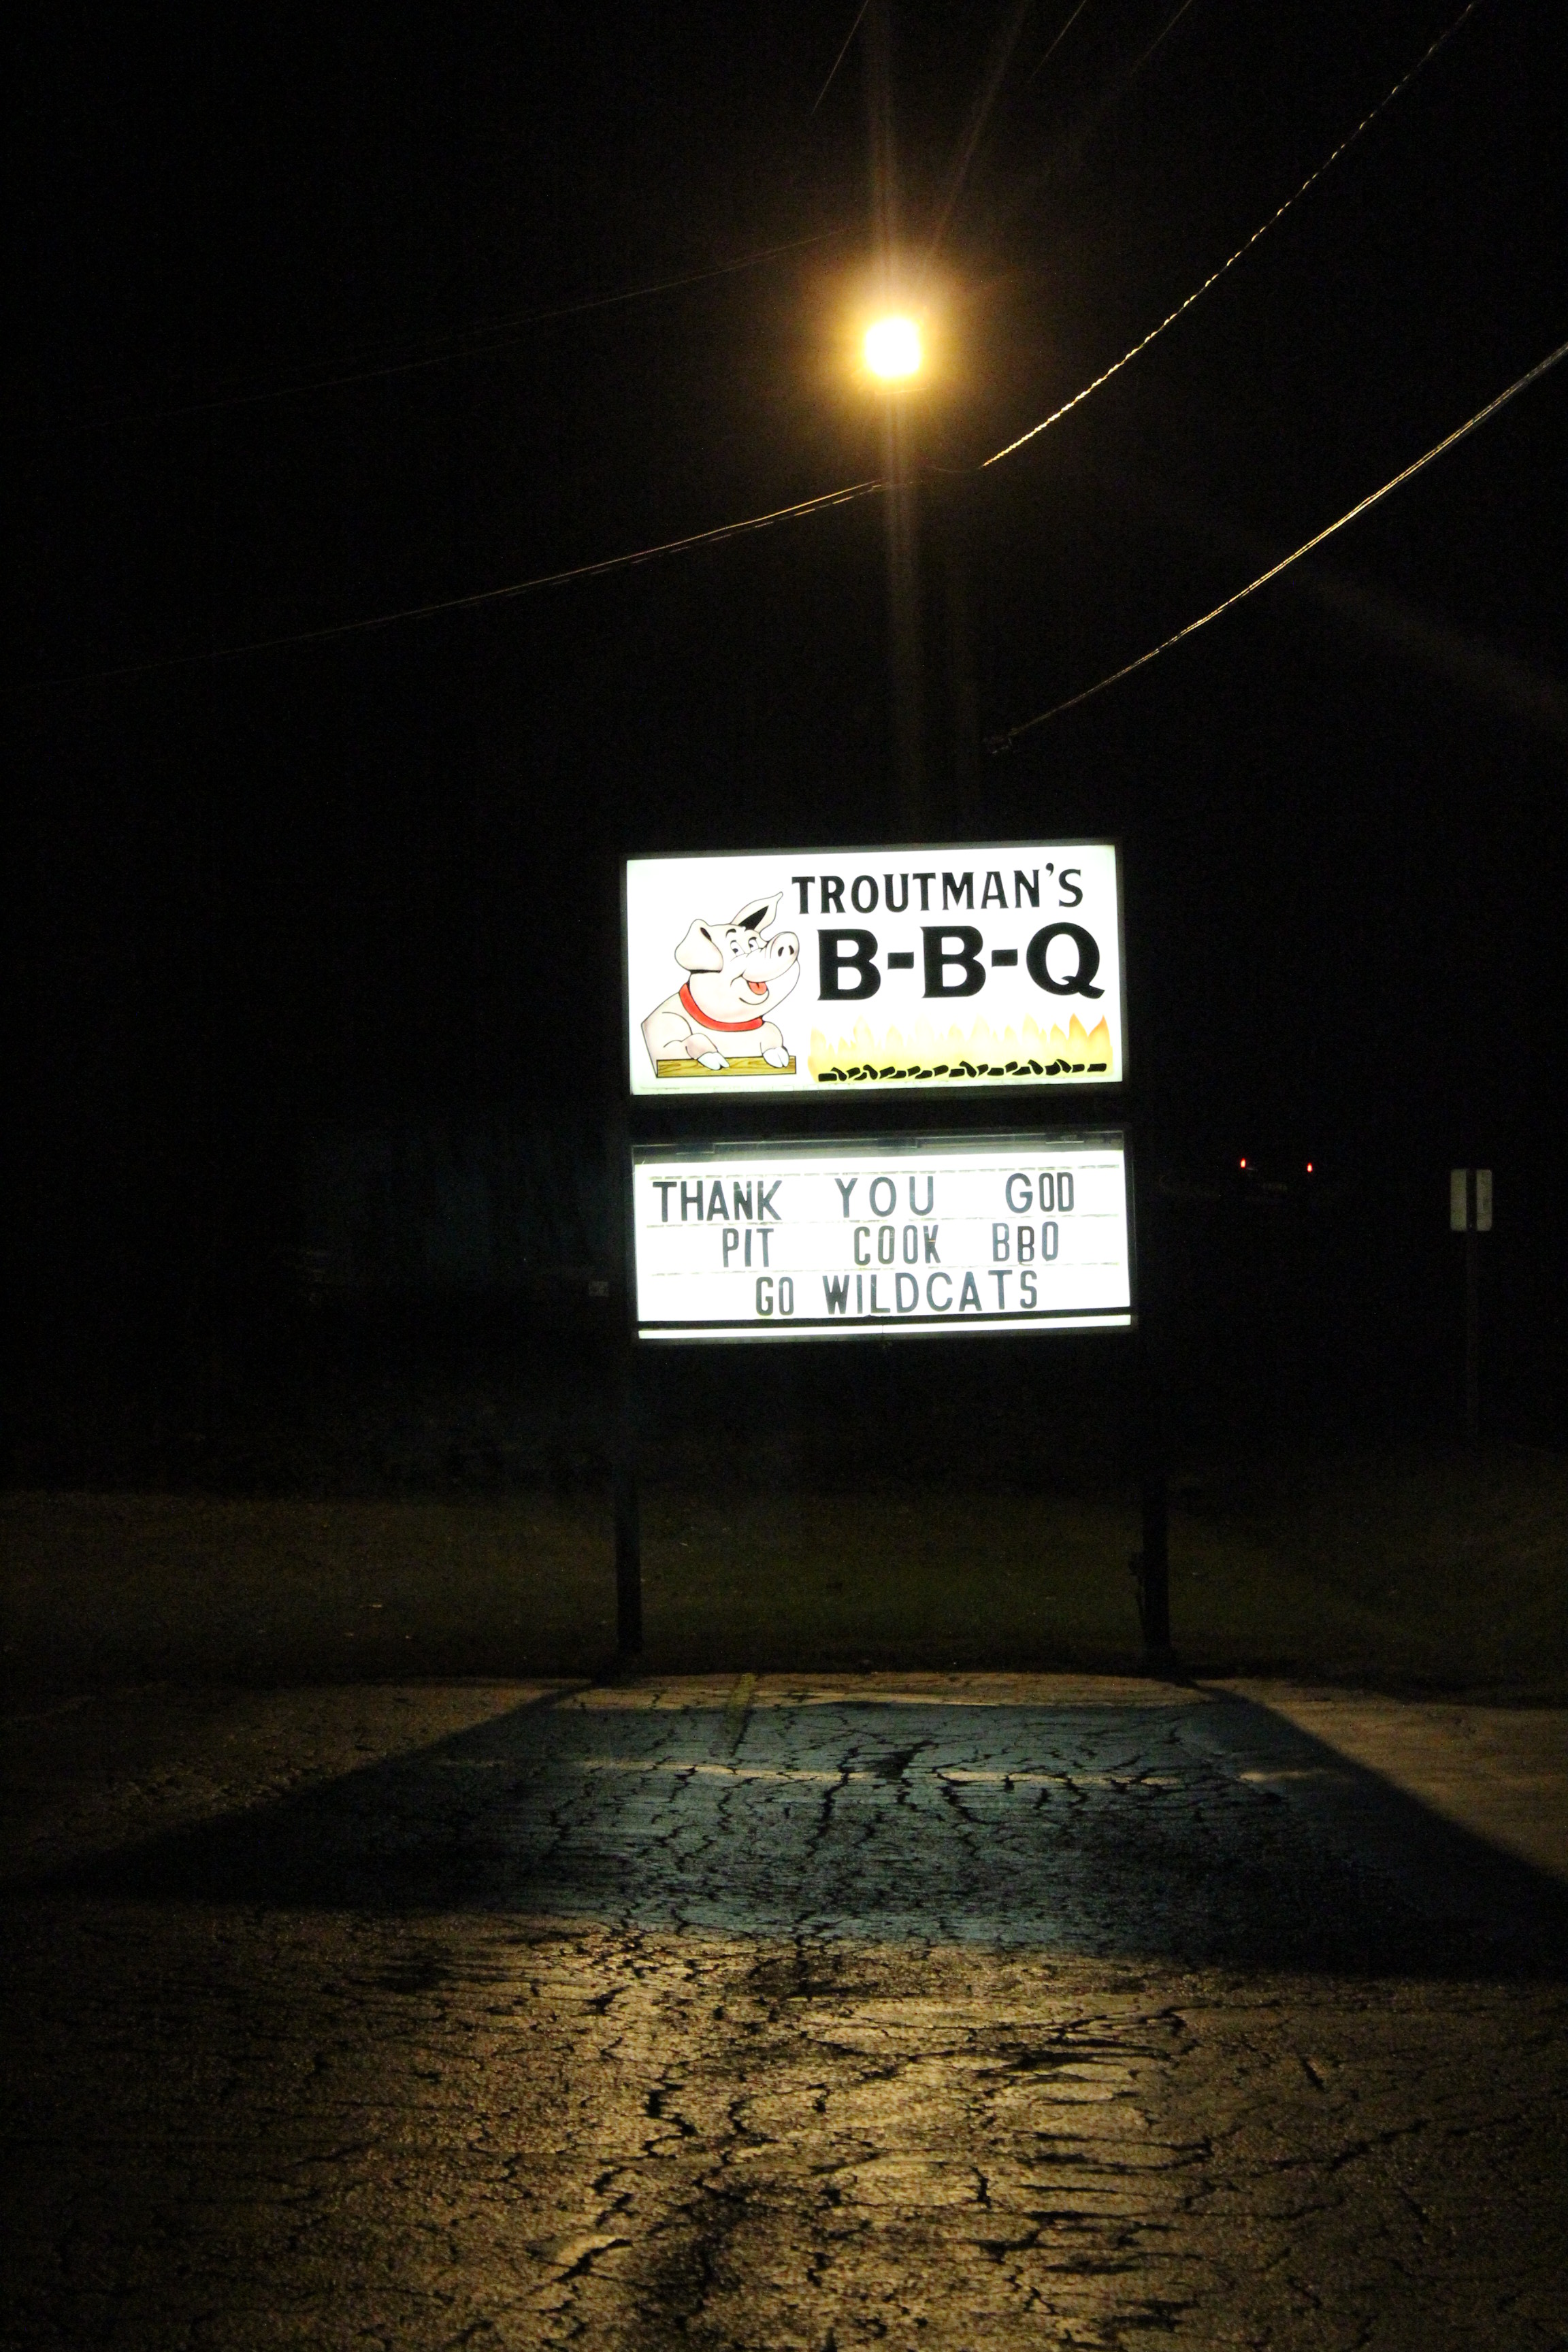 TROUTMAN'S
B-B-Q
THANK YOU GOD
PIT COOK BBQ
GO WILDCATS